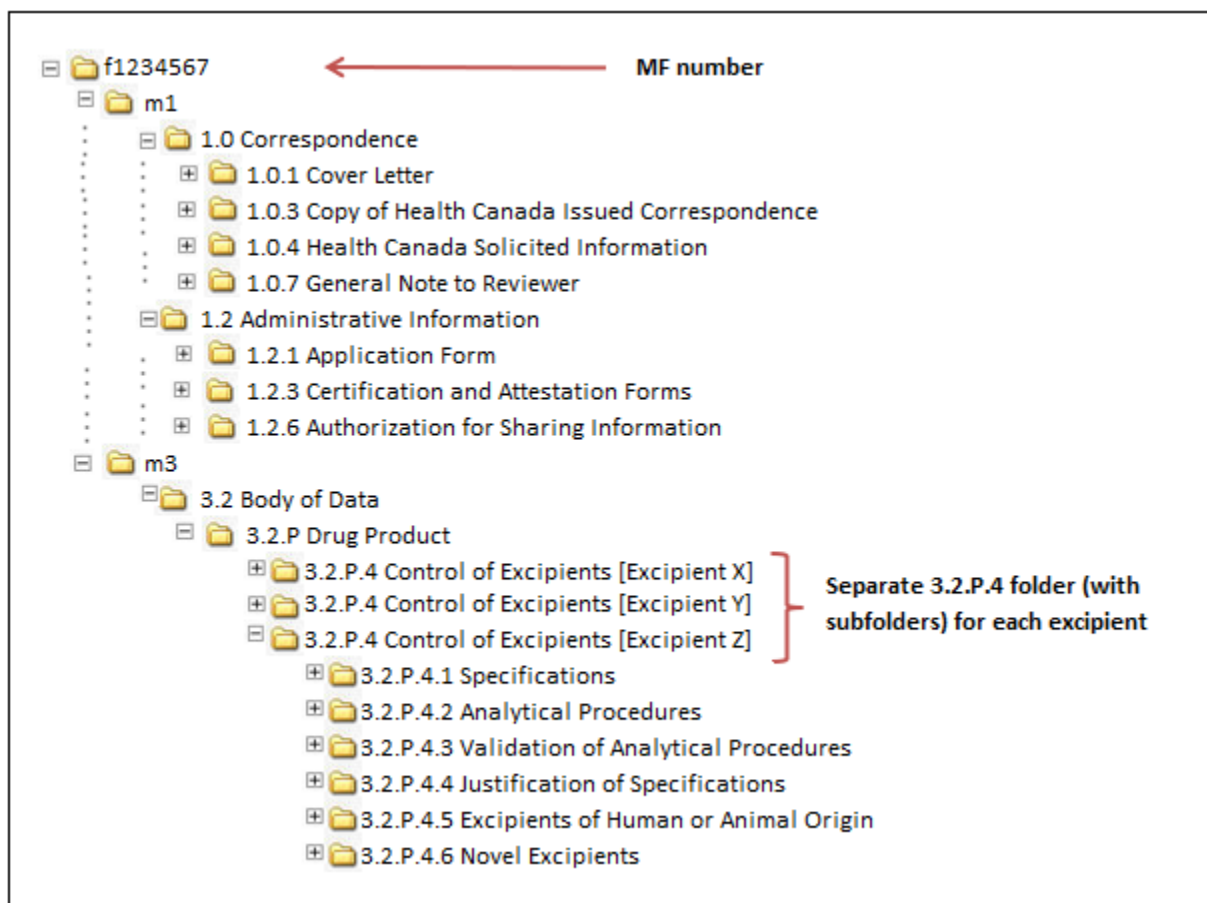 f1234567
MF number
m1
1.0 Correspondence
1.0.1 Cover Letter
1.0.3 Copy of Health Canada Issued Correspondence
1.0.4 Health Canada Solicited Information
1.0.7 General Note to Reviewer
1.2 Administrative Information
1.2.1 Application Form
1.2.3 Certification and Attestation Forms
1.2.6 Authorization for Sharing Information
m3
3.2 Body of Data
3.2.P Drug Product
3.2.P.4 Control of Excipients [Excipient X]
3.2.P.4 Control of Excipients [Excipient Y]
3.2.P.4 Control of Excipients [Excipient Z]
Separate 3.2.P.4 folder (with
subfolders) for each excipient
3.2.P.4.1 Specifications
3.2.P.4.2 Analytical Procedures
3.2.P.4.3 Validation of Analytical Procedures
3.2.P.4.4 Justification of Specifications
3.2.P.4.5 Excipients of Human or Animal Origin
3.2.P.4.6 Novel Excipients